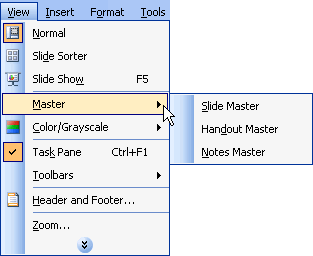 View Insert Format Tools
Normal
Slide Sorter
Slide Show F5
Master
Slide Master
Color/Grayscale
Handout Master
Task Pane Ctrl+F1
Notes Master
Toolbars
Header and Footer...
Zoom...